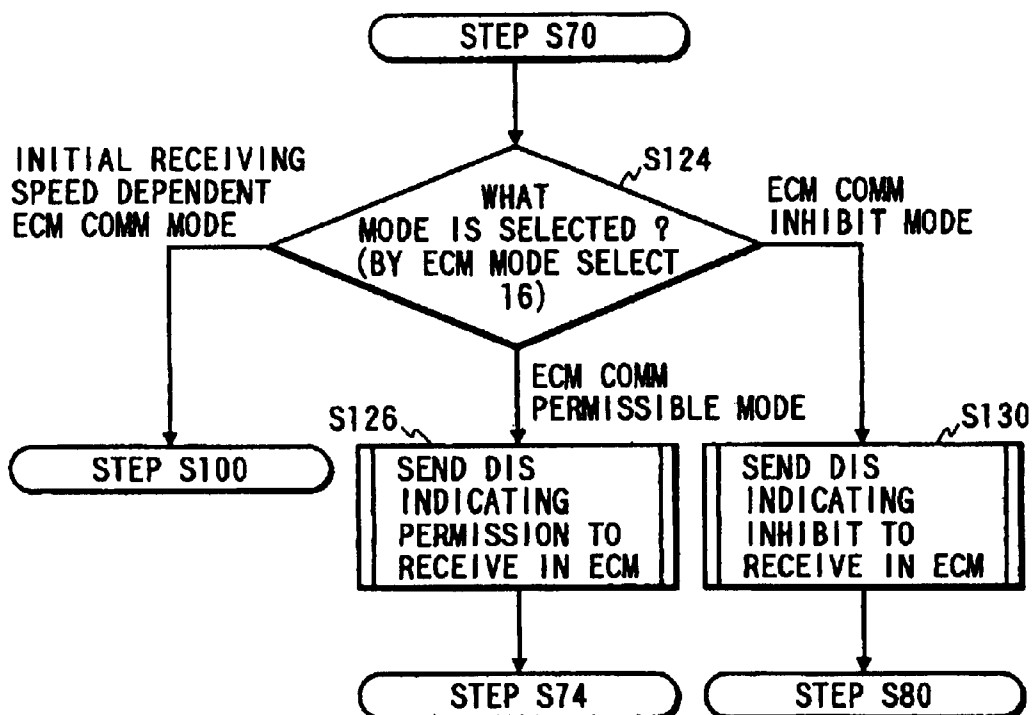 STEP S70
INITIAL RECEIVING
SPEED DEPENDENT
ECM COMM MODE
S124
WHAT
MODE IS SELECTED ?
(BY ECM MODE SELECT
16)
ECM COMM
INHIBIT MODE
ECM COMM
PERMISSIBLE MODE
STEP S100
S126
SEND DIS
INDICATING
PERMISSION TO
RECEIVE IN ECM
S130
SEND DIS
INDICATING
INHIBIT TO
RECEIVE IN ECM
STEP S74
STEP S80